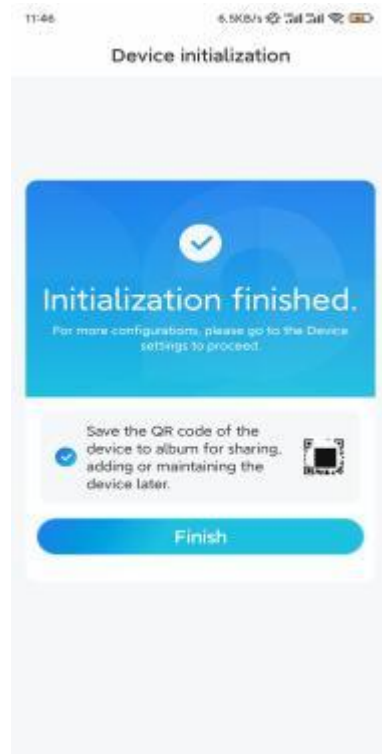 11:46
6.5KB/s
Device initialization
Initialization finished.
For more configurations, please go to the Device
settings to proceed.
Save the QR code of the
device to album for sharing,
adding or maintaining the
device later.
Finish